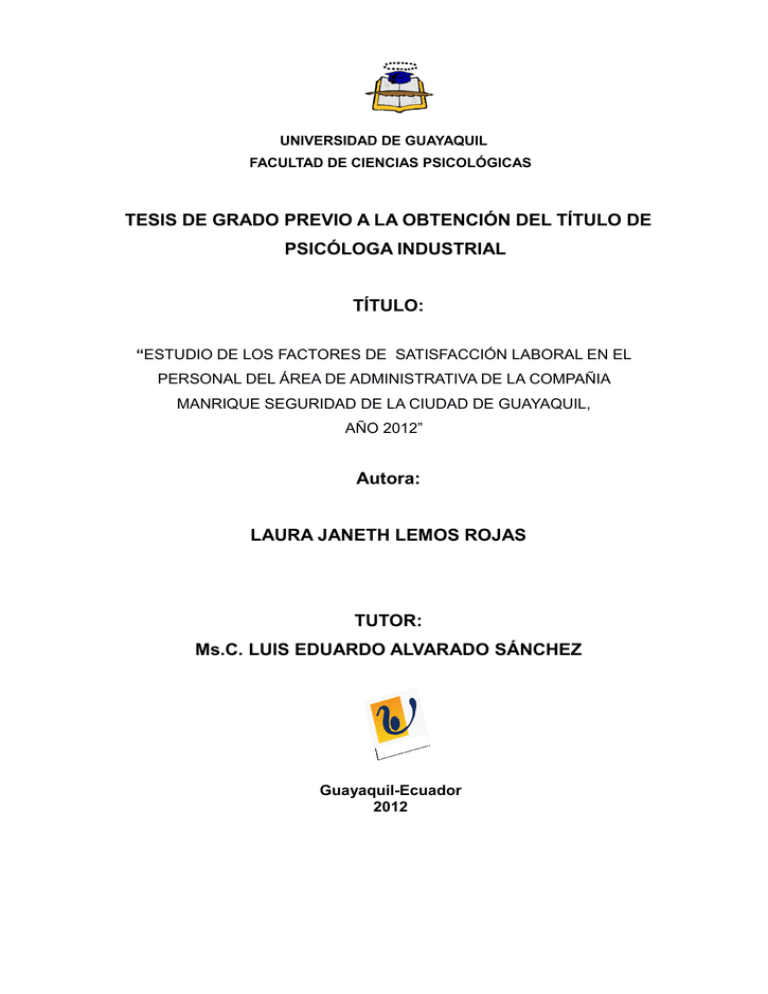 UNIVERSIDAD DE GUAYAQUIL
FACULTAD DE CIENCIAS PSICOLÓGICAS
TESIS DE GRADO PREVIO A LA OBTENCIÓN DEL TÍTULO DE
PSICÓLOGA INDUSTRIAL
TÍTULO:
“ESTUDIO DE LOS FACTORES DE SATISFACCIÓN LABORAL EN EL
PERSONAL DEL ÁREA DE ADMINISTRATIVA DE LA COMPAÑIA
MANRIQUE SEGURIDAD DE LA CIUDAD DE GUAYAQUIL,
AÑO 2012”
Autora:
LAURA JANETH LEMOS ROJAS
TUTOR:
Ms.C. LUIS EDUARDO ALVARADO SÁNCHEZ
Guayaquil-Ecuador
2012